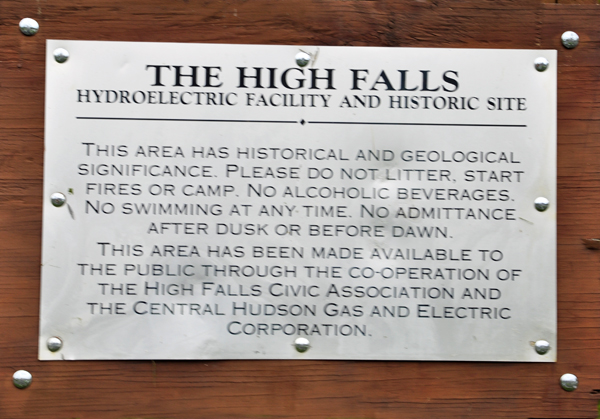 THE HIGH FALLS
HYDROELECTRIC FACILITY AND HISTORIC SITE
THIS AREA HAS HISTORICAL AND GEOLOGICAL
SIGNIFICANCE. PLEASE DO NOT LITTER, START
FIRES OR CAMP. NO ALCOHOLIC BEVERAGES.
NO SWIMMING AT ANY TIME. NO ADMITTANCE
AFTER DUSK OR BEFORE DAWN.
THIS AREA HAS BEEN MADE AVAILABLE TO
THE PUBLIC THROUGH THE CO-OPERATION OF
THE HIGH FALLS CIVIC ASSOCIATION AND
THE CENTRAL HUDSON GAS AND ELECTRIC
CORPORATION.